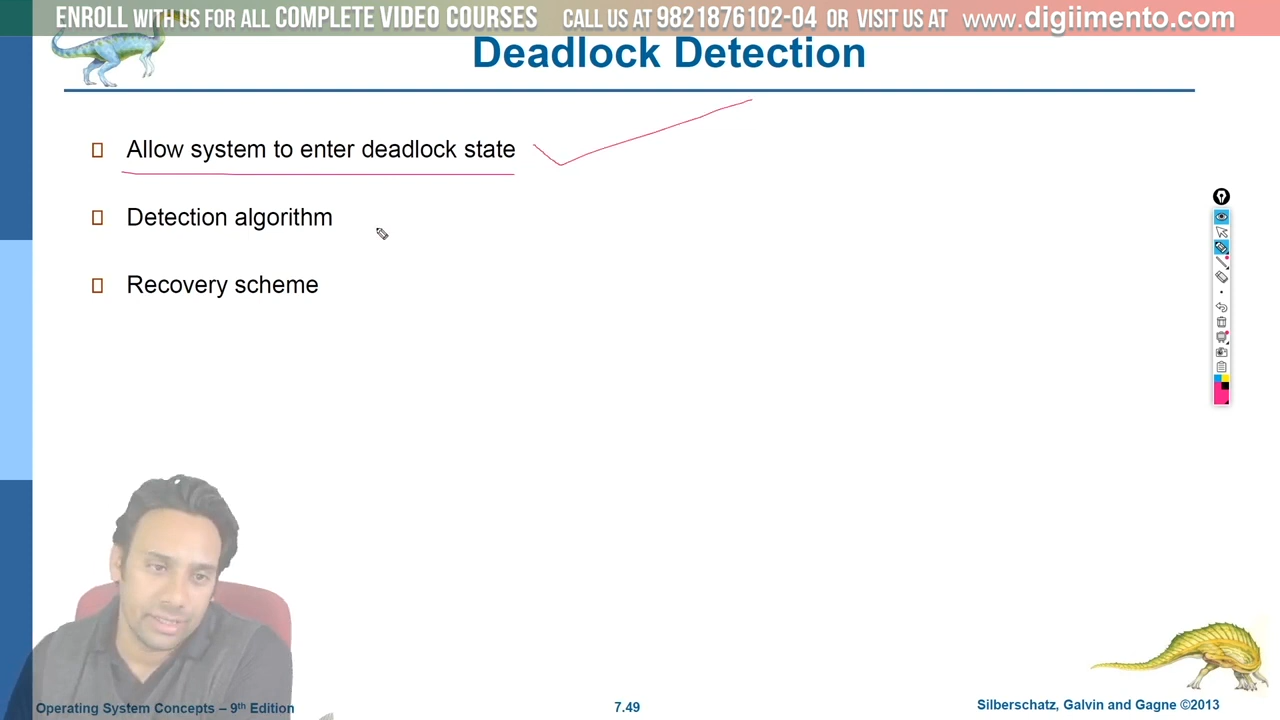 ENROLL WITH US FOR ALL COMPLETE VIDEO COURSES CALL US AT 9821876102-04 OR VISIT US AT www.digiimento.com
Deadlock Detection
Allow system to enter deadlock state
Detection algorithm
Recovery scheme
Operating System Concepts – 9th Edition
7.49
Silberschatz, Galvin and Gagne ©2013